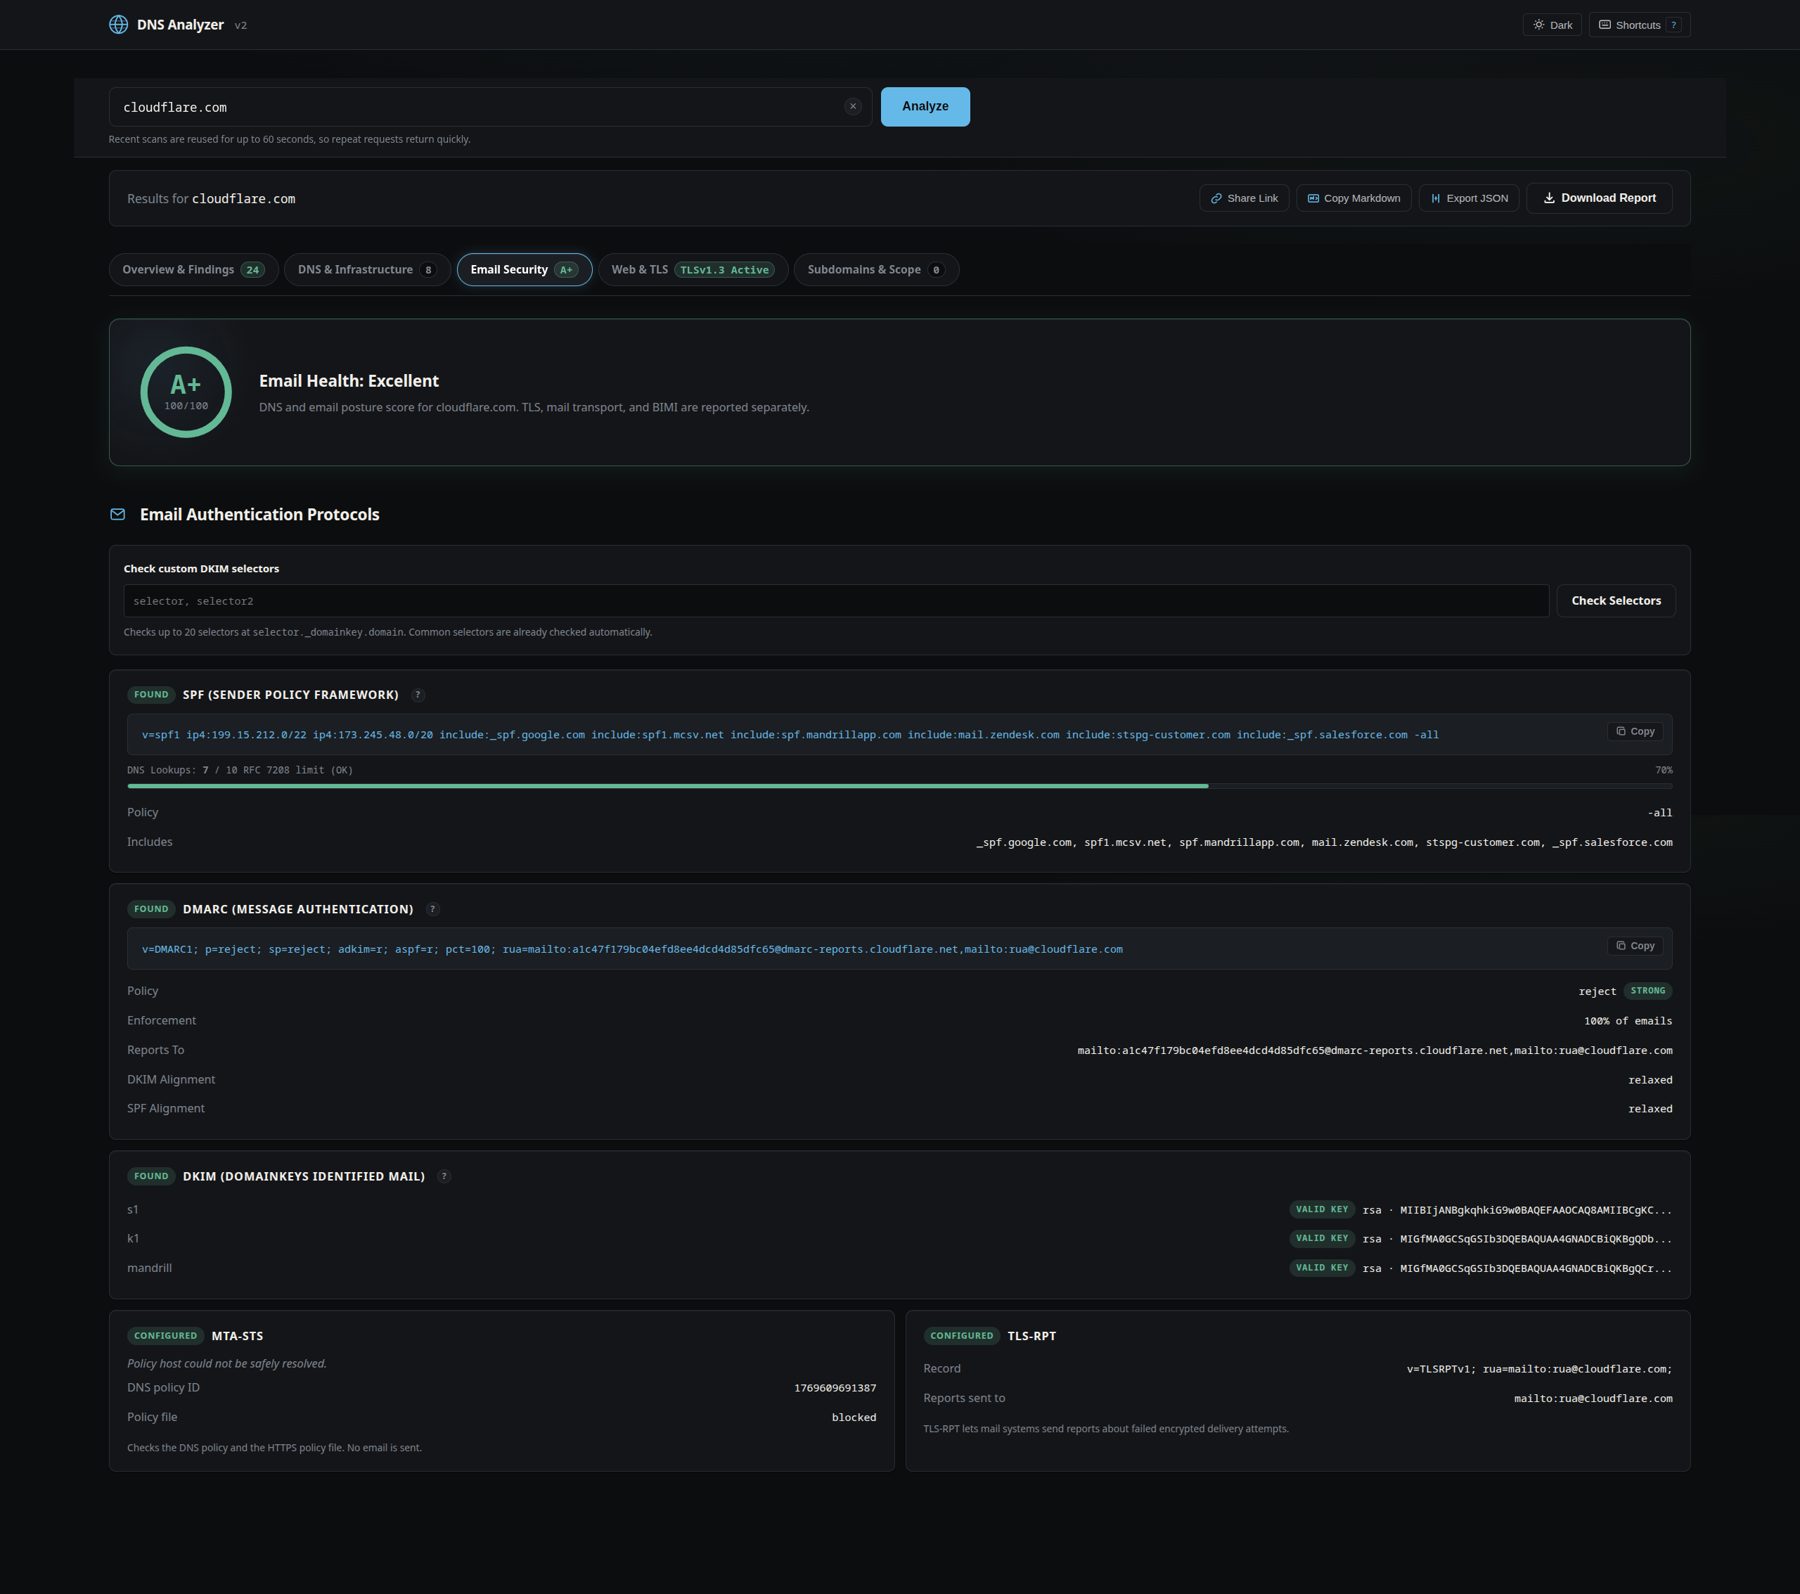 DNS Analyzer v2
Dark
Shortcuts ?
cloudflare.com
Analyze
Recent scans are reused for up to 60 seconds, so repeat requests return quickly.
Results for cloudflare.com
Share Link
Copy Markdown
Export JSON
Download Report
Overview & Findings 24
DNS & Infrastructure 8
Email Security A+
Web & TLS TLSv1.3 Active
Subdomains & Scope 0
A+
100/100
Email Health: Excellent
DNS and email posture score for cloudflare.com. TLS, mail transport, and BIMI are reported separately.
Email Authentication Protocols
Check custom DKIM selectors
selector, selector2
Check Selectors
Checks up to 20 selectors at selector._domainkey.domain. Common selectors are already checked automatically.
FOUND SPF (SENDER POLICY FRAMEWORK) ?
v=spf1 ip4:199.15.212.0/22 ip4:173.245.48.0/20 include:_spf.google.com include:spf1.mcsv.net include:spf.mandrillapp.com include:mail.zendesk.com include:stspg-customer.com include:_spf.salesforce.com -all
Copy
DNS Lookups: 7 / 10 RFC 7208 limit (OK) 70%
Policy -all
Includes _spf.google.com, spf1.mcsv.net, spf.mandrillapp.com, mail.zendesk.com, stspg-customer.com, _spf.salesforce.com
FOUND DMARC (MESSAGE AUTHENTICATION) ?
v=DMARC1; p=reject; sp=reject; adkim=r; aspf=r; pct=100; rua=mailto:a1c47f179bc04efd8ee4dcd4d85dfc65@dmarc-reports.cloudflare.net,mailto:rua@cloudflare.com
Copy
Policy reject STRONG
Enforcement 100% of emails
Reports To mailto:a1c47f179bc04efd8ee4dcd4d85dfc65@dmarc-reports.cloudflare.net,mailto:rua@cloudflare.com
DKIM Alignment relaxed
SPF Alignment relaxed
FOUND DKIM (DOMAINKEYS IDENTIFIED MAIL) ?
s1 VALID KEY rsa · MIIBIjANBgkqhkiG9w0BAQEFAAOCAQ8AMIIBCgKC...
k1 VALID KEY rsa · MIGfMA0GCSqGSIb3DQEBAQUAA4GNADCBiQKBgQDb...
mandrill VALID KEY rsa · MIGfMA0GCSqGSIb3DQEBAQUAA4GNADCBiQKBgQCr...
CONFIGURED MTA-STS
Policy host could not be safely resolved.
DNS policy ID 1769609691387
Policy file blocked
Checks the DNS policy and the HTTPS policy file. No email is sent.
CONFIGURED TLS-RPT
Record v=TLSRPTv1; rua=mailto:rua@cloudflare.com;
Reports sent to mailto:rua@cloudflare.com
TLS-RPT lets mail systems send reports about failed encrypted delivery attempts.